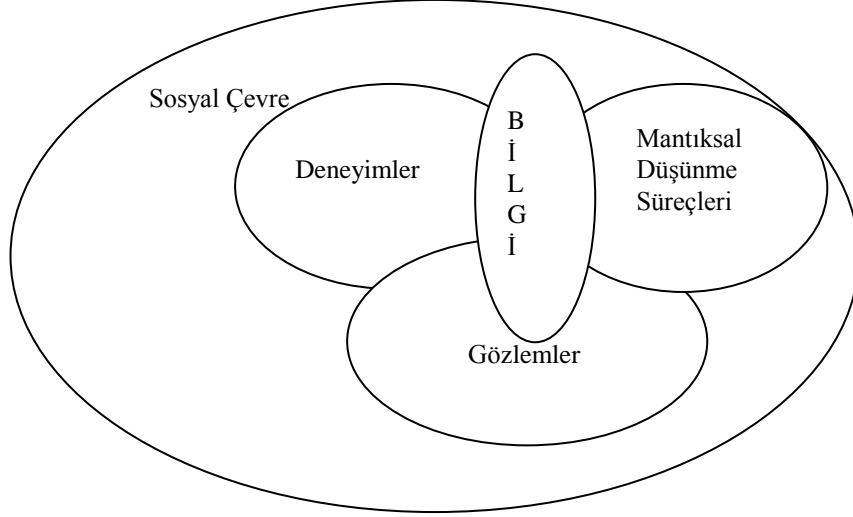 Sosyal Çevre
Deneyimler
B
İ
L
G
İ
Mantıksal
Düşünme
Süreçleri
Gözlemler